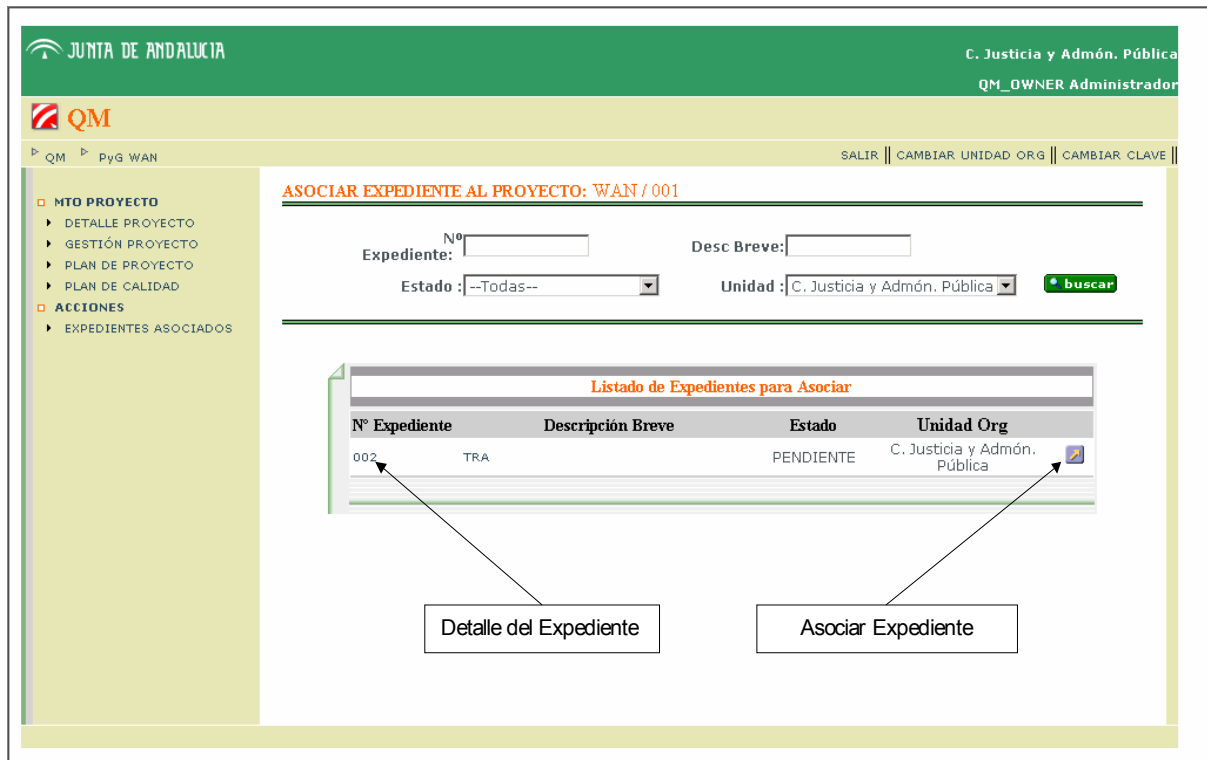 JUNTA DE ANDALUCIA
C. Justicia y Admón. Pública
QM_OWNER Administrador
QM
QM PyG WAN
SALIR || CAMBIAR UNIDAD ORG || CAMBIAR CLAVE ||
MTO PROYECTO
DETALLE PROYECTO
GESTIÓN PROYECTO
PLAN DE PROYECTO
PLAN DE CALIDAD
ACCIONES
EXPEDIENTES ASOCIADOS
ASOCIAR EXPEDIENTE AL PROYECTO: WAN / 001
Nº
Expediente:
Desc Breve:
Estado : --Todas--
Unidad : C. Justicia y Admón. Pública
buscar
Listado de Expedientes para Asociar
Nº Expediente Descripción Breve Estado Unidad Org
002 TRA PENDIENTE C. Justicia y Admón.
Pública
Detalle del Expediente
Asociar Expediente